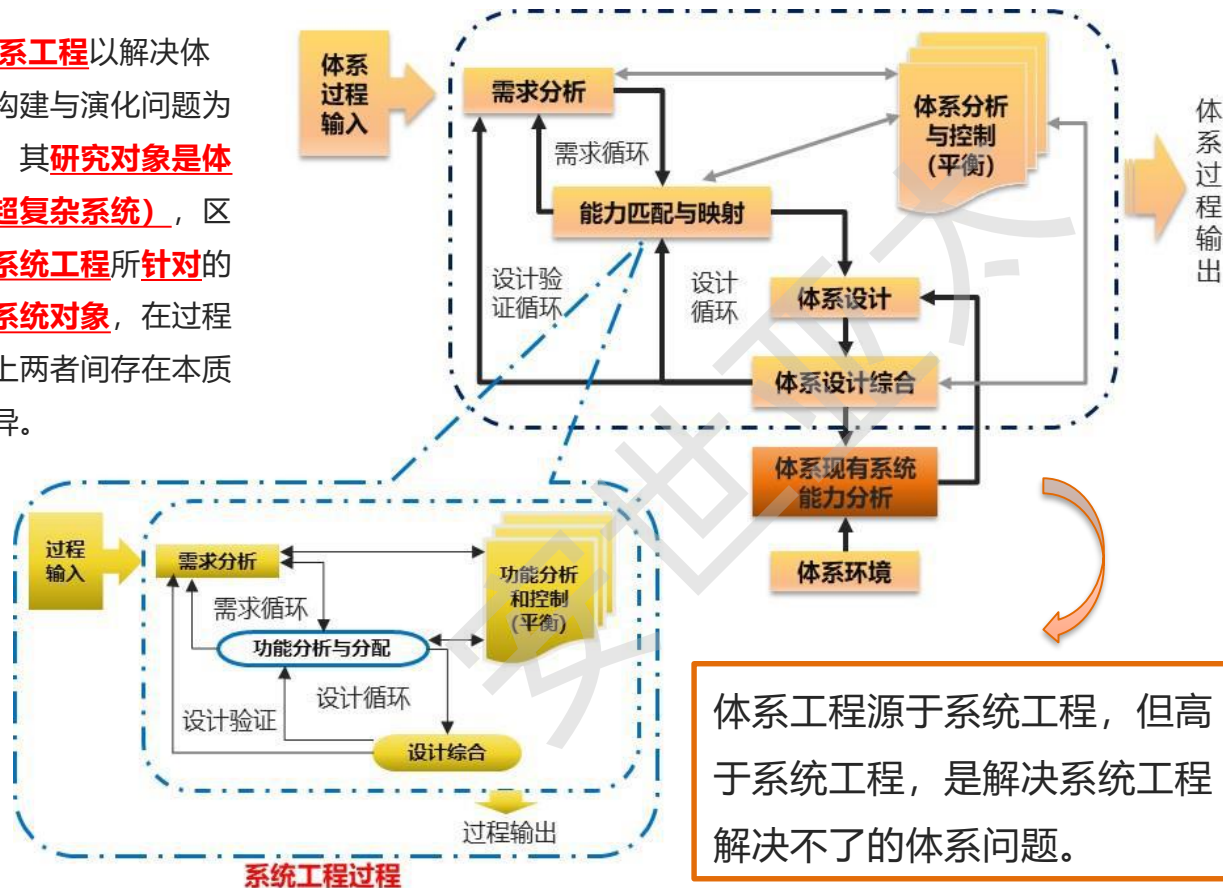 系工程以解决体
构建与演化问题为
其研究对象是体
超复杂系统），区
系统工程所针对的
系统对象，在过程
上两者间存在本质
异。
体系
过程
输入
需求分析
体系分析
与控制
(平衡)
需求循环
能力匹配与映射
设计验
证循环
设计
循环
体系设计
体系设计综合
体系现有系统
能力分析
体系环境
体
系
过
程
输
出
过程
输入
需求分析
功能分析
和控制
(平衡)
需求循环
功能分析与分配
设计循环
设计验证
设计综合
过程输出
系统工程过程
体系工程源于系统工程，但高
于系统工程，是解决系统工程
解决不了的体系问题。
安世亚太